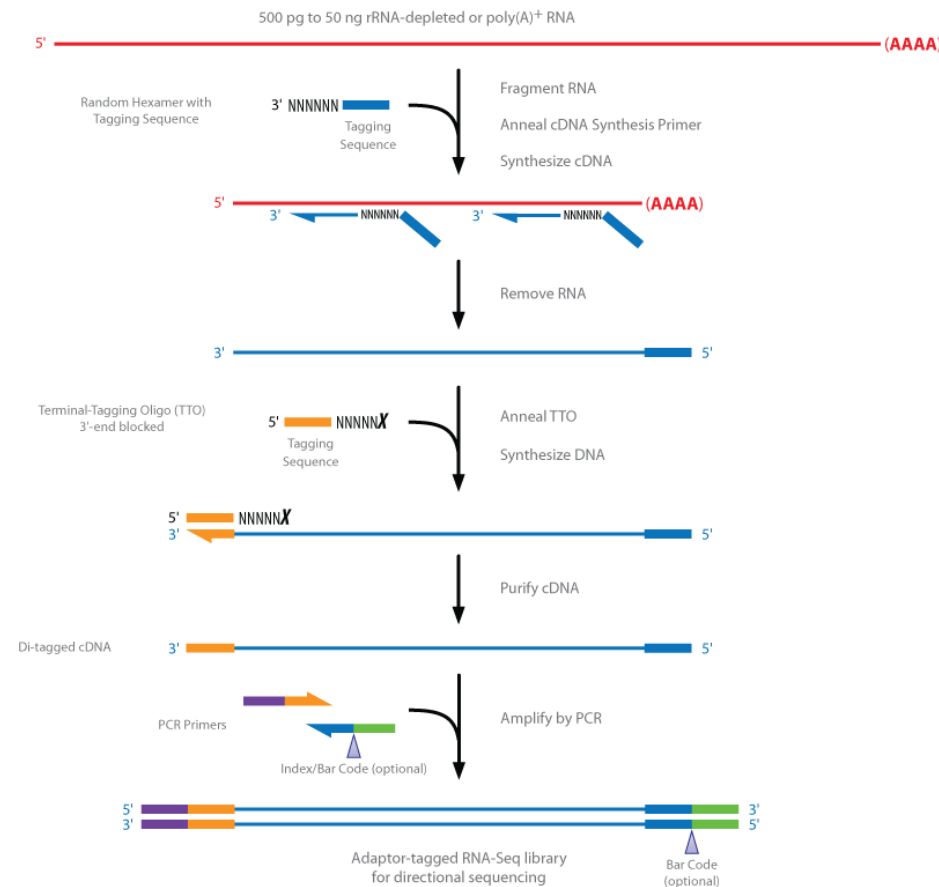 500 pg to 50 ng rRNA-depleted or poly(A)+ RNA
5'
(AAAA)
Random Hexamer with
Tagging Sequence
3' NNNNNN
Tagging
Sequence
Fragment RNA
Anneal cDNA Synthesis Primer
Synthesize cDNA
5'
(AAAA)
3'
NNNNNN
3'
NNNNNN
Remove RNA
3'
5'
Terminal-Tagging Oligo (TTO)
3'-end blocked
5'
NNNNNX
Tagging
Sequence
Anneal TTO
Synthesize DNA
5'
NNNNNX
3'
5'
Purify cDNA
Di-tagged cDNA
3'
5'
PCR Primers
Index/Bar Code (optional)
Amplify by PCR
5'
3'
3'
5'
Adaptor-tagged RNA-Seq library
for directional sequencing
Bar Code
(optional)